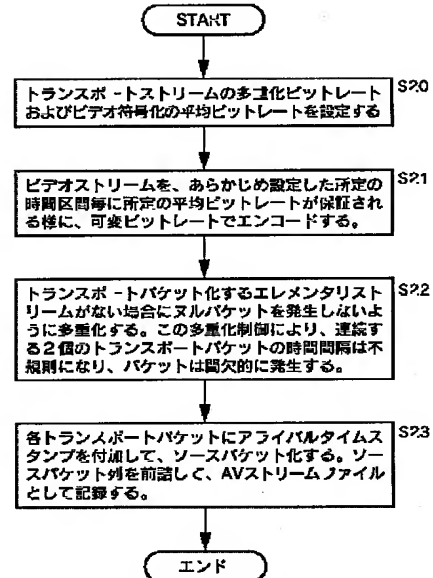 START
S20
トランスポートストリームの多重化ビットレート
およびビデオ符号化の平均ビットレートを設定する
S21
ビデオストリームを、あらかじめ設定した所定の
時間区間毎に所定の平均ビットレートが保証され
る様に、可変ビットレートでエンコードする。
S22
トランスポートパケット化するエレメンタリスト
リームがない場合にヌルパケットを発生しないよ
うに多重化する。この多重化制御により、連続す
る2個のトランスポートパケットの時間間隔は不
規則になり、パケットは間欠的に発生する。
S23
各トランスポートパケットにアライバルタイムス
タンプを付加して、ソースパケット化する。ソー
スパケット列を前詰して、AVストリームファイル
として記録する。
エンド